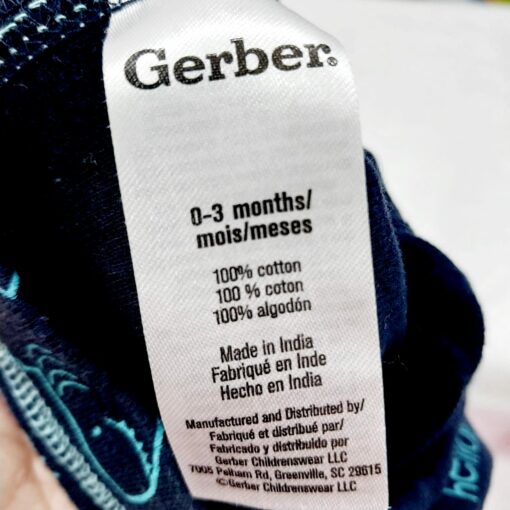 Gerber®
0-3 months/
mois/meses
100% cotton
100 % coton
100% algodón
Made in India
Fabriqué en Inde
Hecho en India
Manufactured and Distributed by/
Fabriqué et distribué par/
Fabricado y distribuido por
Gerber Childrenswear LLC
7005 Pelham Rd, Greenville, SC 29615
©Gerber Childrenswear LLC